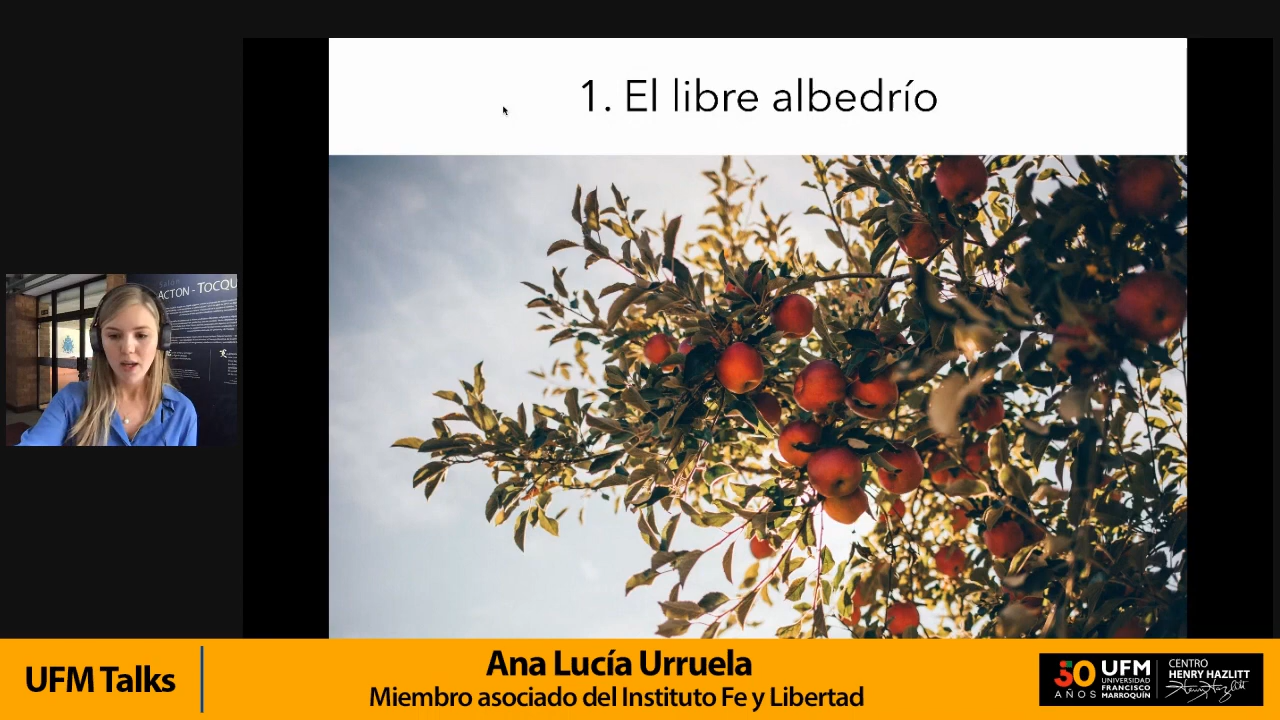 1. El libre albedrío
ACTON - TOCQU
UFM Talks
Ana Lucía Urruela
Miembro asociado del Instituto Fe y Libertad
50
AÑOS
UFM
UNIVERSIDAD
FRANCISCO
MARROQUÍN
CENTRO
HENRY HAZLITT